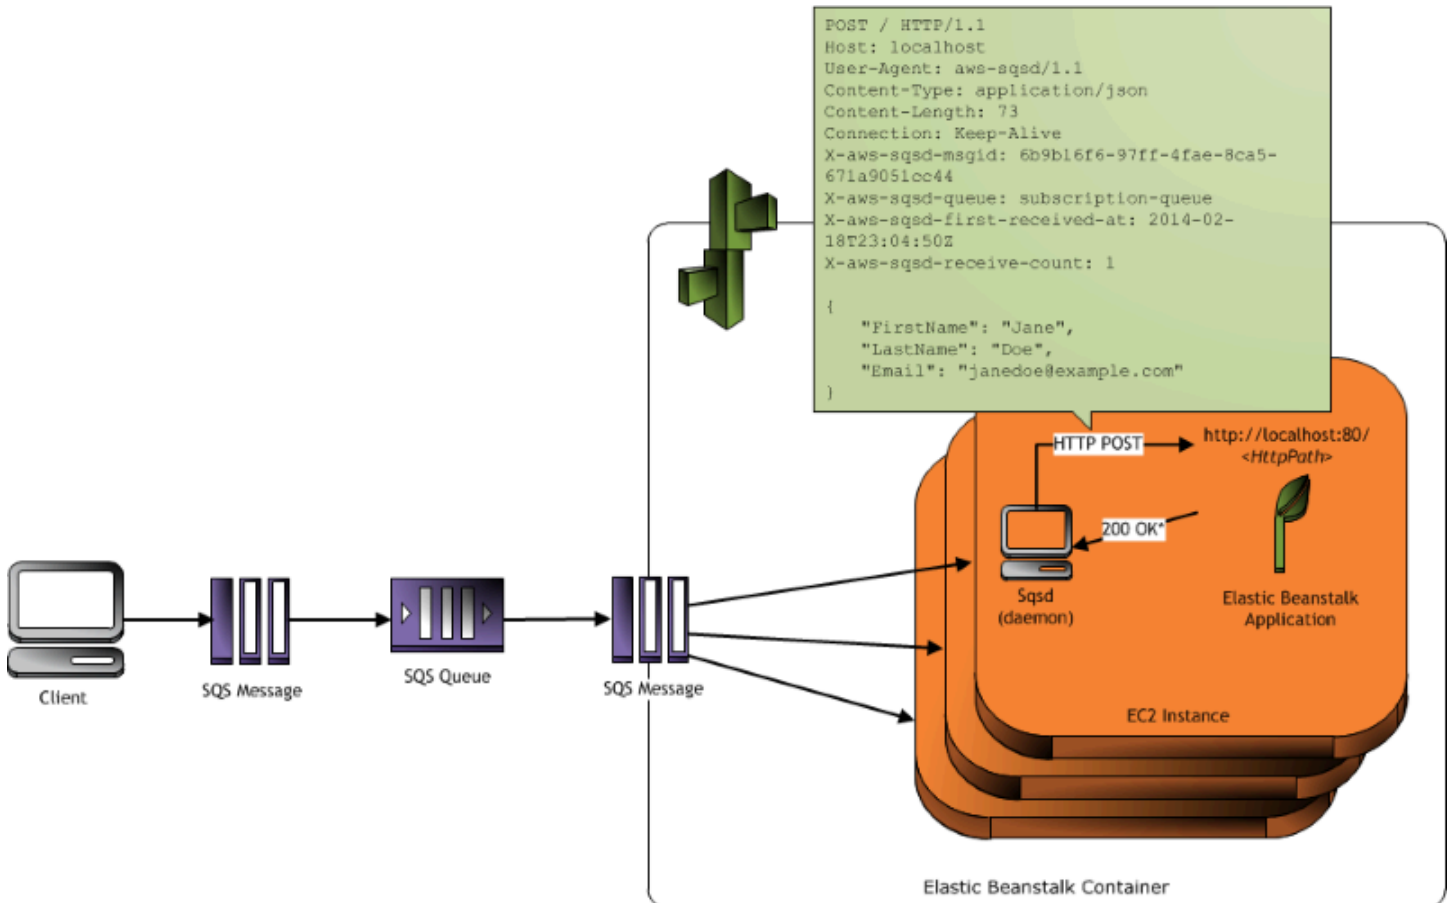 POST / HTTP/1.1
Host: localhost
User-Agent: aws-sqsd/1.1
Content-Type: application/json
Content-Length: 73
Connection: Keep-Alive
X-aws-sqsd-msgid: 6b9b16f6-97ff-4fae-8ca5-
671a9051cc44
X-aws-sqsd-queue: subscription-queue
X-aws-sqsd-first-received-at: 2014-02-
18T23:04:50Z
X-aws-sqsd-receive-count: 1
{
"FirstName": "Jane",
"LastName": "Doe",
"Email": "janedoe@example.com"
}
HTTP POST
http://localhost:80/
<HttpPath>
200 OK*
Sqsd
(daemon)
Elastic Beanstalk
Application
EC2 Instance
Client
SQS Message
SQS Queue
SQS Message
Elastic Beanstalk Container